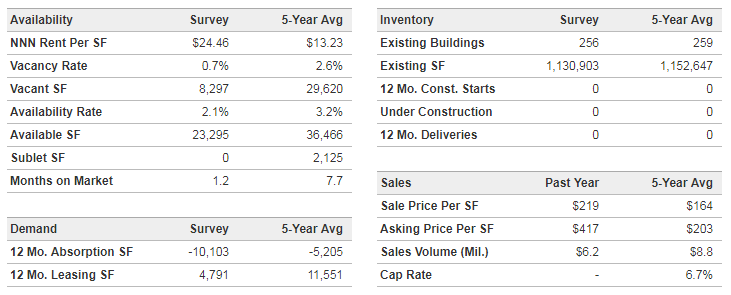 Availability Survey 5-Year Avg
NNN Rent Per SF $24.46 $13.23
Vacancy Rate 0.7% 2.6%
Vacant SF 8,297 29,620
Availability Rate 2.1% 3.2%
Available SF 23,295 36,466
Sublet SF 0 2,125
Months on Market 1.2 7.7
Demand Survey 5-Year Avg
12 Mo. Absorption SF -10,103 -5,205
12 Mo. Leasing SF 4,791 11,551
Inventory Survey 5-Year Avg
Existing Buildings 256 259
Existing SF 1,130,903 1,152,647
12 Mo. Const. Starts 0 0
Under Construction 0 0
12 Mo. Deliveries 0 0
Sales Past Year 5-Year Avg
Sale Price Per SF $219 $164
Asking Price Per SF $417 $203
Sales Volume (Mil.) $6.2 $8.8
Cap Rate - 6.7%